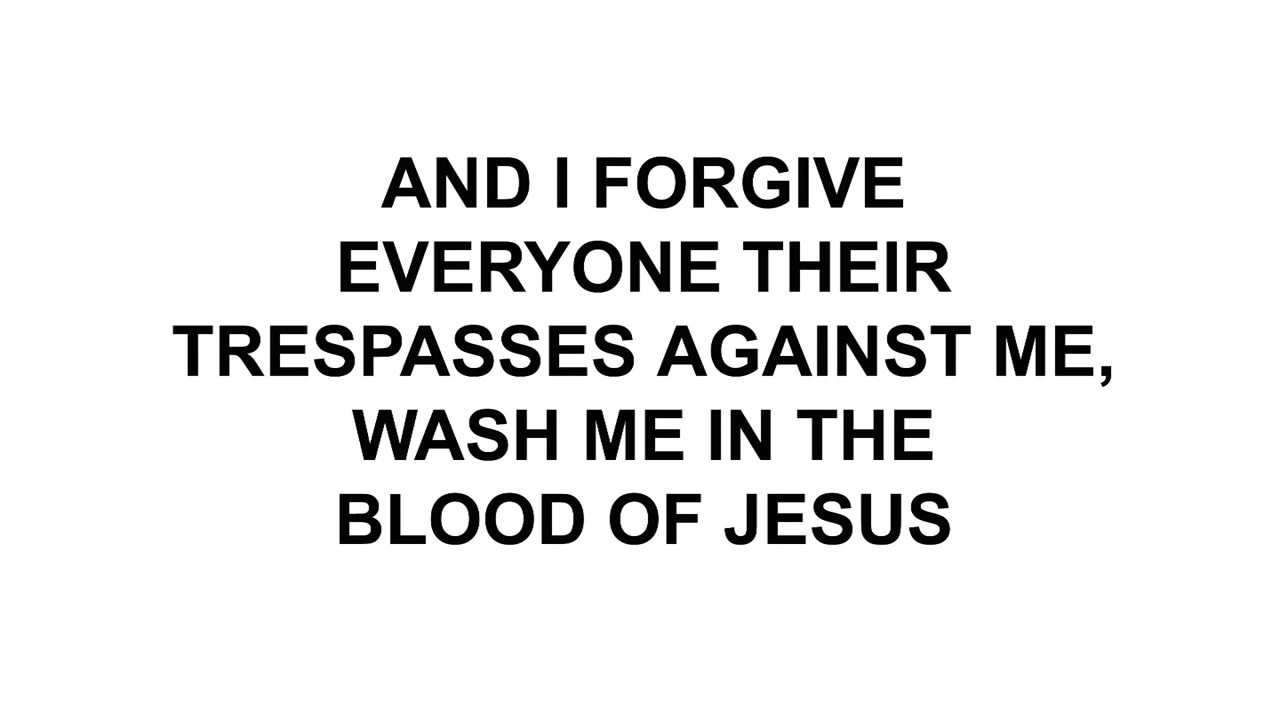 AND I FORGIVE
EVERYONE THEIR
TRESPASSES AGAINST ME,
WASH ME IN THE
BLOOD OF JESUS